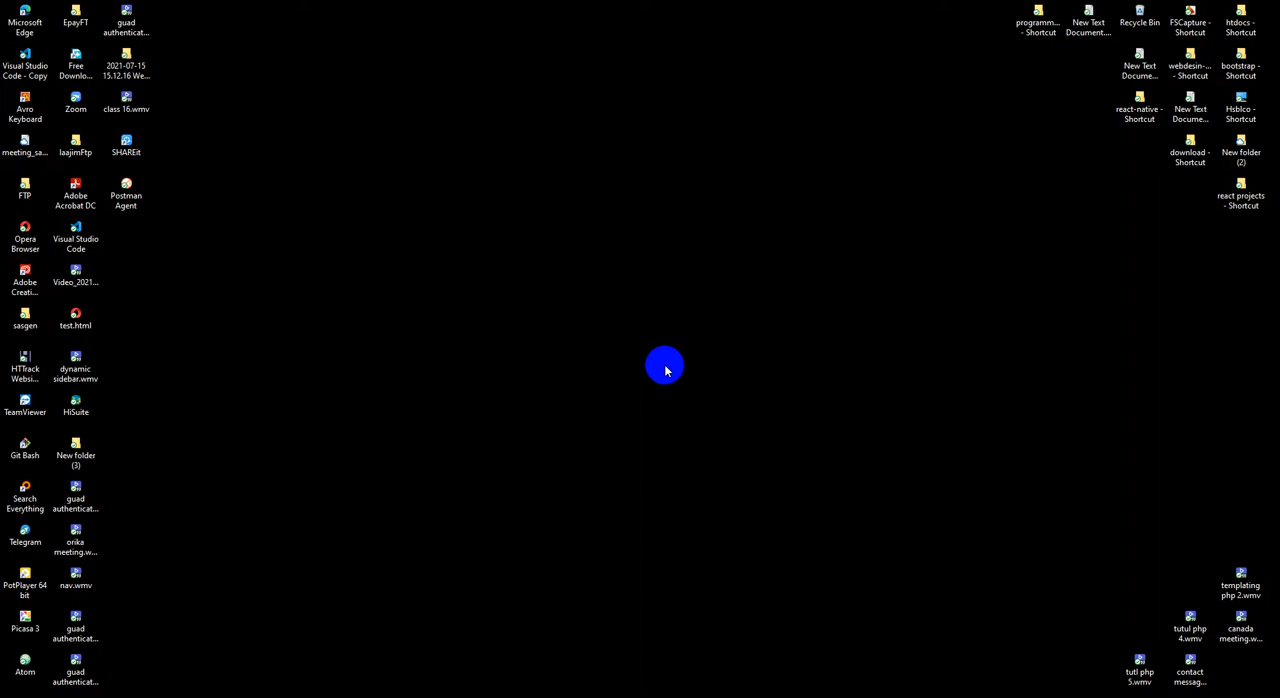 Microsoft
Edge
EpayFT
guad
authenticat...
Visual Studio
Code - Copy
Free
Downlo...
2021-07-15
15.12.16 We...
Avro
Keyboard
Zoom
class 16.wmv
meeting_sa...
laajimFtp
SHAREit
FTP
Adobe
Acrobat DC
Postman
Agent
Opera
Browser
Visual Studio
Code
Adobe
Creati...
Video_2021...
sasgen
test.html
HTTrack
Websi...
dynamic
sidebar.wmv
TeamViewer
HiSuite
Git Bash
New folder
(3)
Search
Everything
guad
authenticat...
Telegram
orika
meeting.w...
PotPlayer 64
bit
nav.wmv
Picasa 3
guad
authenticat...
Atom
guad
authenticat...
programm...
- Shortcut
New Text
Document....
Recycle Bin
FSCapture -
Shortcut
htdocs -
Shortcut
New Text
Docume...
webdesin-...
- Shortcut
bootstrap -
Shortcut
react-native -
Shortcut
New Text
Docume...
Hsblco -
Shortcut
download -
Shortcut
New folder
(2)
react projects
- Shortcut
templating
php 2.wmv
tutul php
4.wmv
canada
meeting.w...
tutl php
5.wmv
contact
messag...